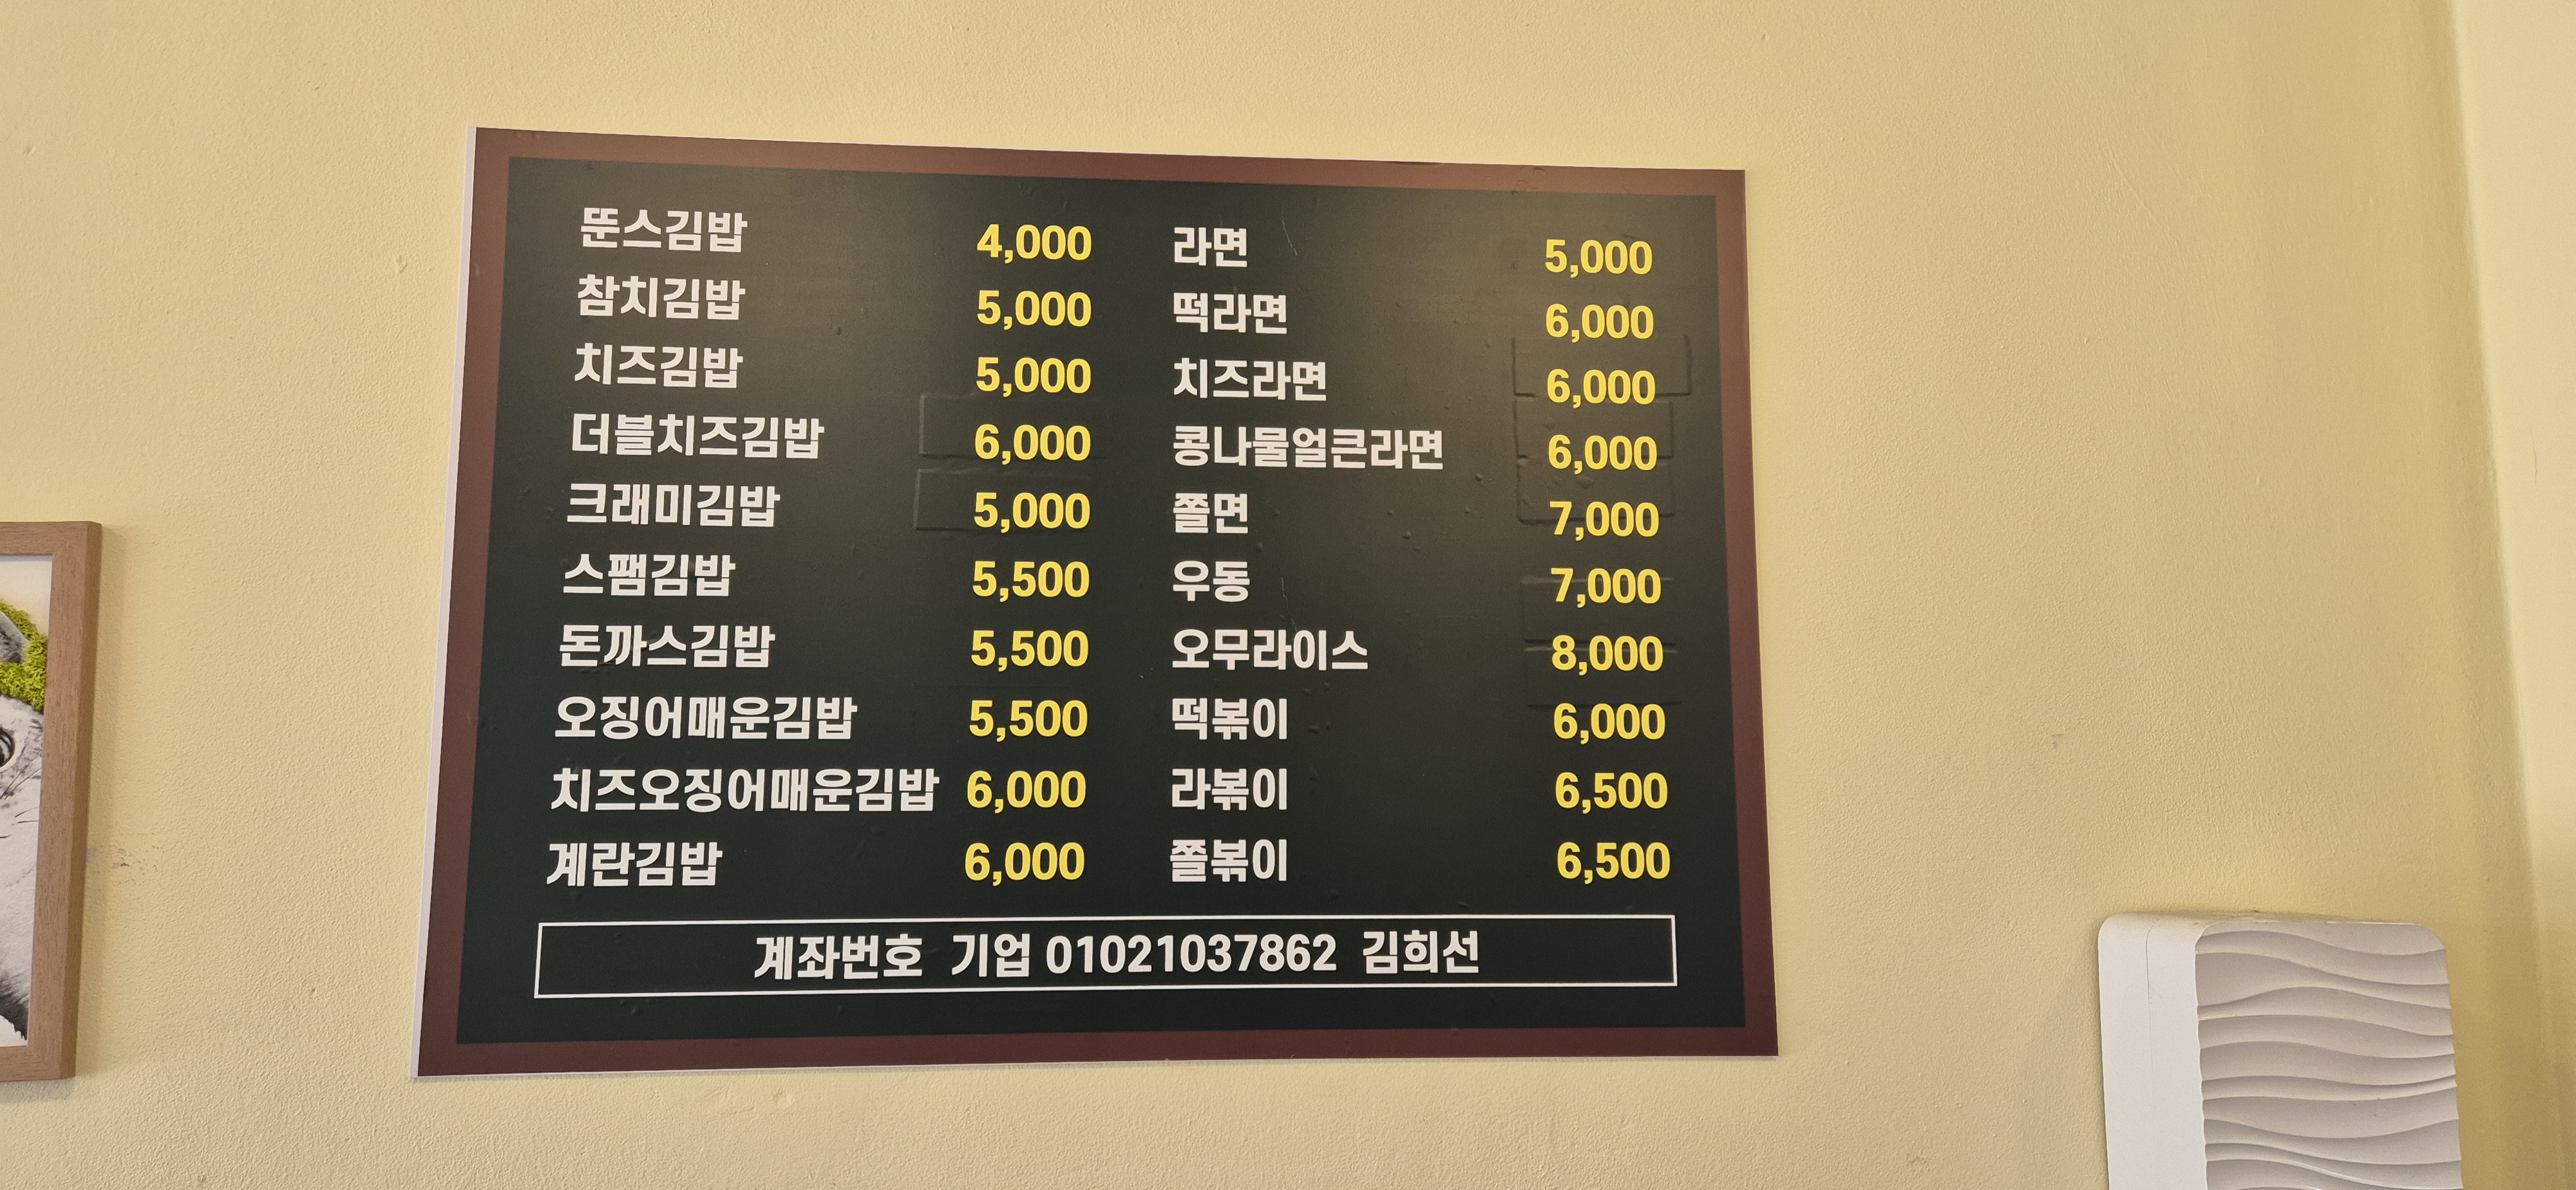 뚠스김밥 4,000
참치김밥 5,000
치즈김밥 5,000
더블치즈김밥 6,000
크래미김밥 5,000
스팸김밥 5,500
돈까스김밥 5,500
오징어매운김밥 5,500
치즈오징어매운김밥 6,000
계란김밥 6,000
라면 5,000
떡라면 6,000
치즈라면 6,000
콩나물얼큰라면 6,000
쫄면 7,000
우동 7,000
오무라이스 8,000
떡볶이 6,000
라볶이 6,500
쫄볶이 6,500
계좌번호 기업 01021037862 김희선